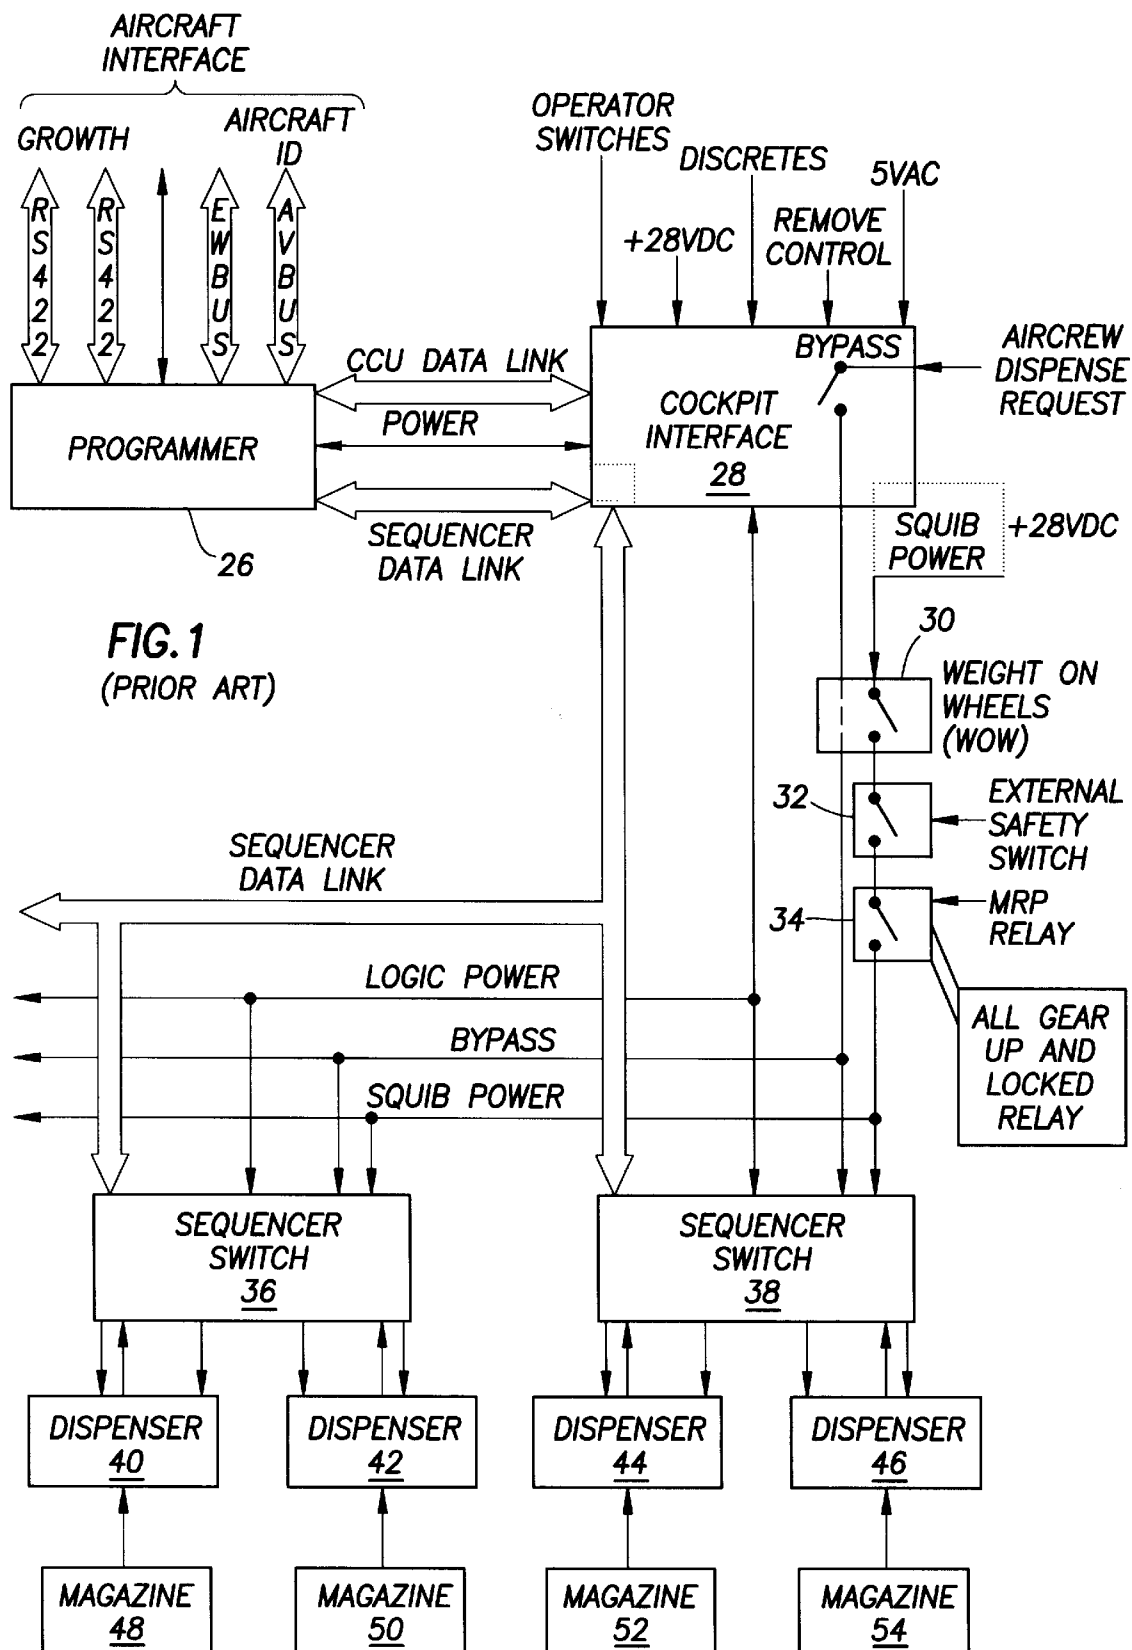 AIRCRAFT
INTERFACE
GROWTH
AIRCRAFT
ID
RS422
RS422
EWBUS
AVBUS
OPERATOR
SWITCHES
DISCRETES
5VAC
+28VDC
REMOVE
CONTROL
BYPASS
AIRCREW
DISPENSE
REQUEST
CCU DATA LINK
POWER
PROGRAMMER
COCKPIT
INTERFACE
28
SEQUENCER
DATA LINK
26
SQUIB
POWER
+28VDC
FIG.1
(PRIOR ART)
30
WEIGHT ON
WHEELS
(WOW)
32
EXTERNAL
SAFETY
SWITCH
34
MRP
RELAY
SEQUENCER
DATA LINK
LOGIC POWER
BYPASS
SQUIB POWER
ALL GEAR
UP AND
LOCKED
RELAY
SEQUENCER
SWITCH
36
SEQUENCER
SWITCH
38
DISPENSER
40
DISPENSER
42
DISPENSER
44
DISPENSER
46
MAGAZINE
48
MAGAZINE
50
MAGAZINE
52
MAGAZINE
54